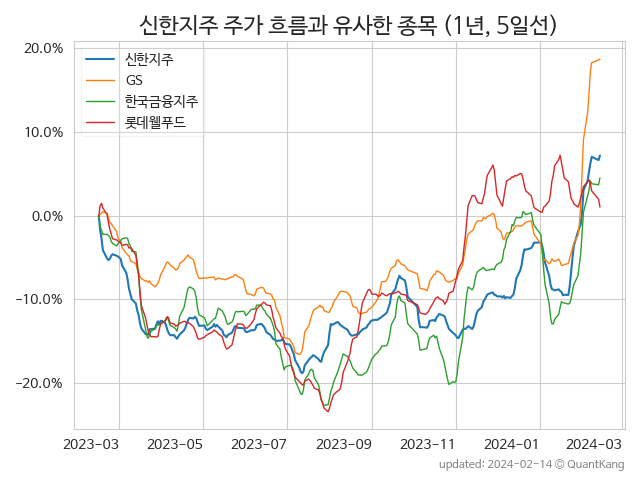 신한지주 주가 흐름과 유사한 종목 (1년, 5일선)
신한지주
GS
한국금융지주
롯데웰푸드
20.0%
10.0%
0.0%
−10.0%
−20.0%
2023-03 2023-05 2023-07 2023-09 2023-11 2024-01 2024-03
updated: 2024-02-14 © QuantKang